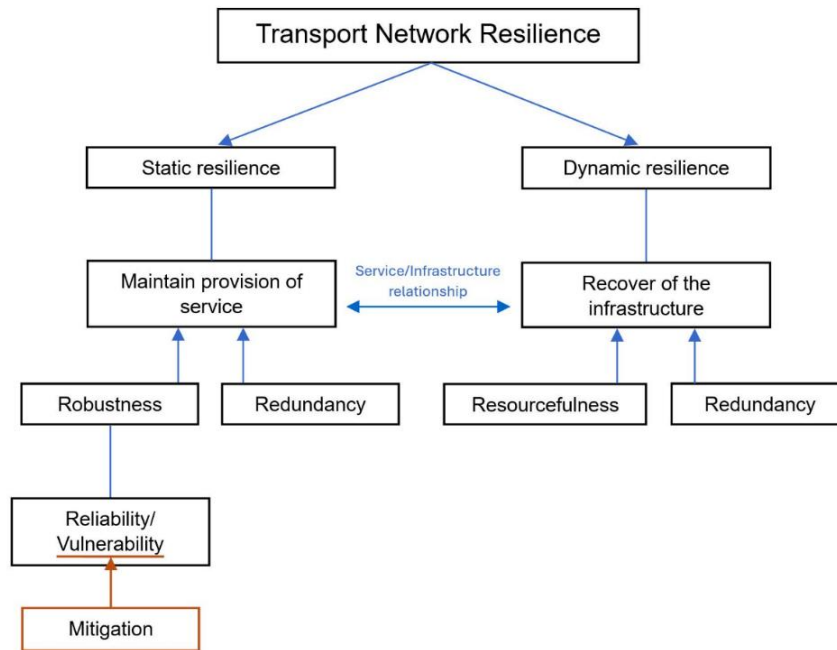 Transport Network Resilience
Static resilience
Dynamic resilience
Maintain provision of
service
Service/Infrastructure
relationship
Recover of the
infrastructure
Robustness
Redundancy
Resourcefulness
Redundancy
Reliability/
Vulnerability
Mitigation